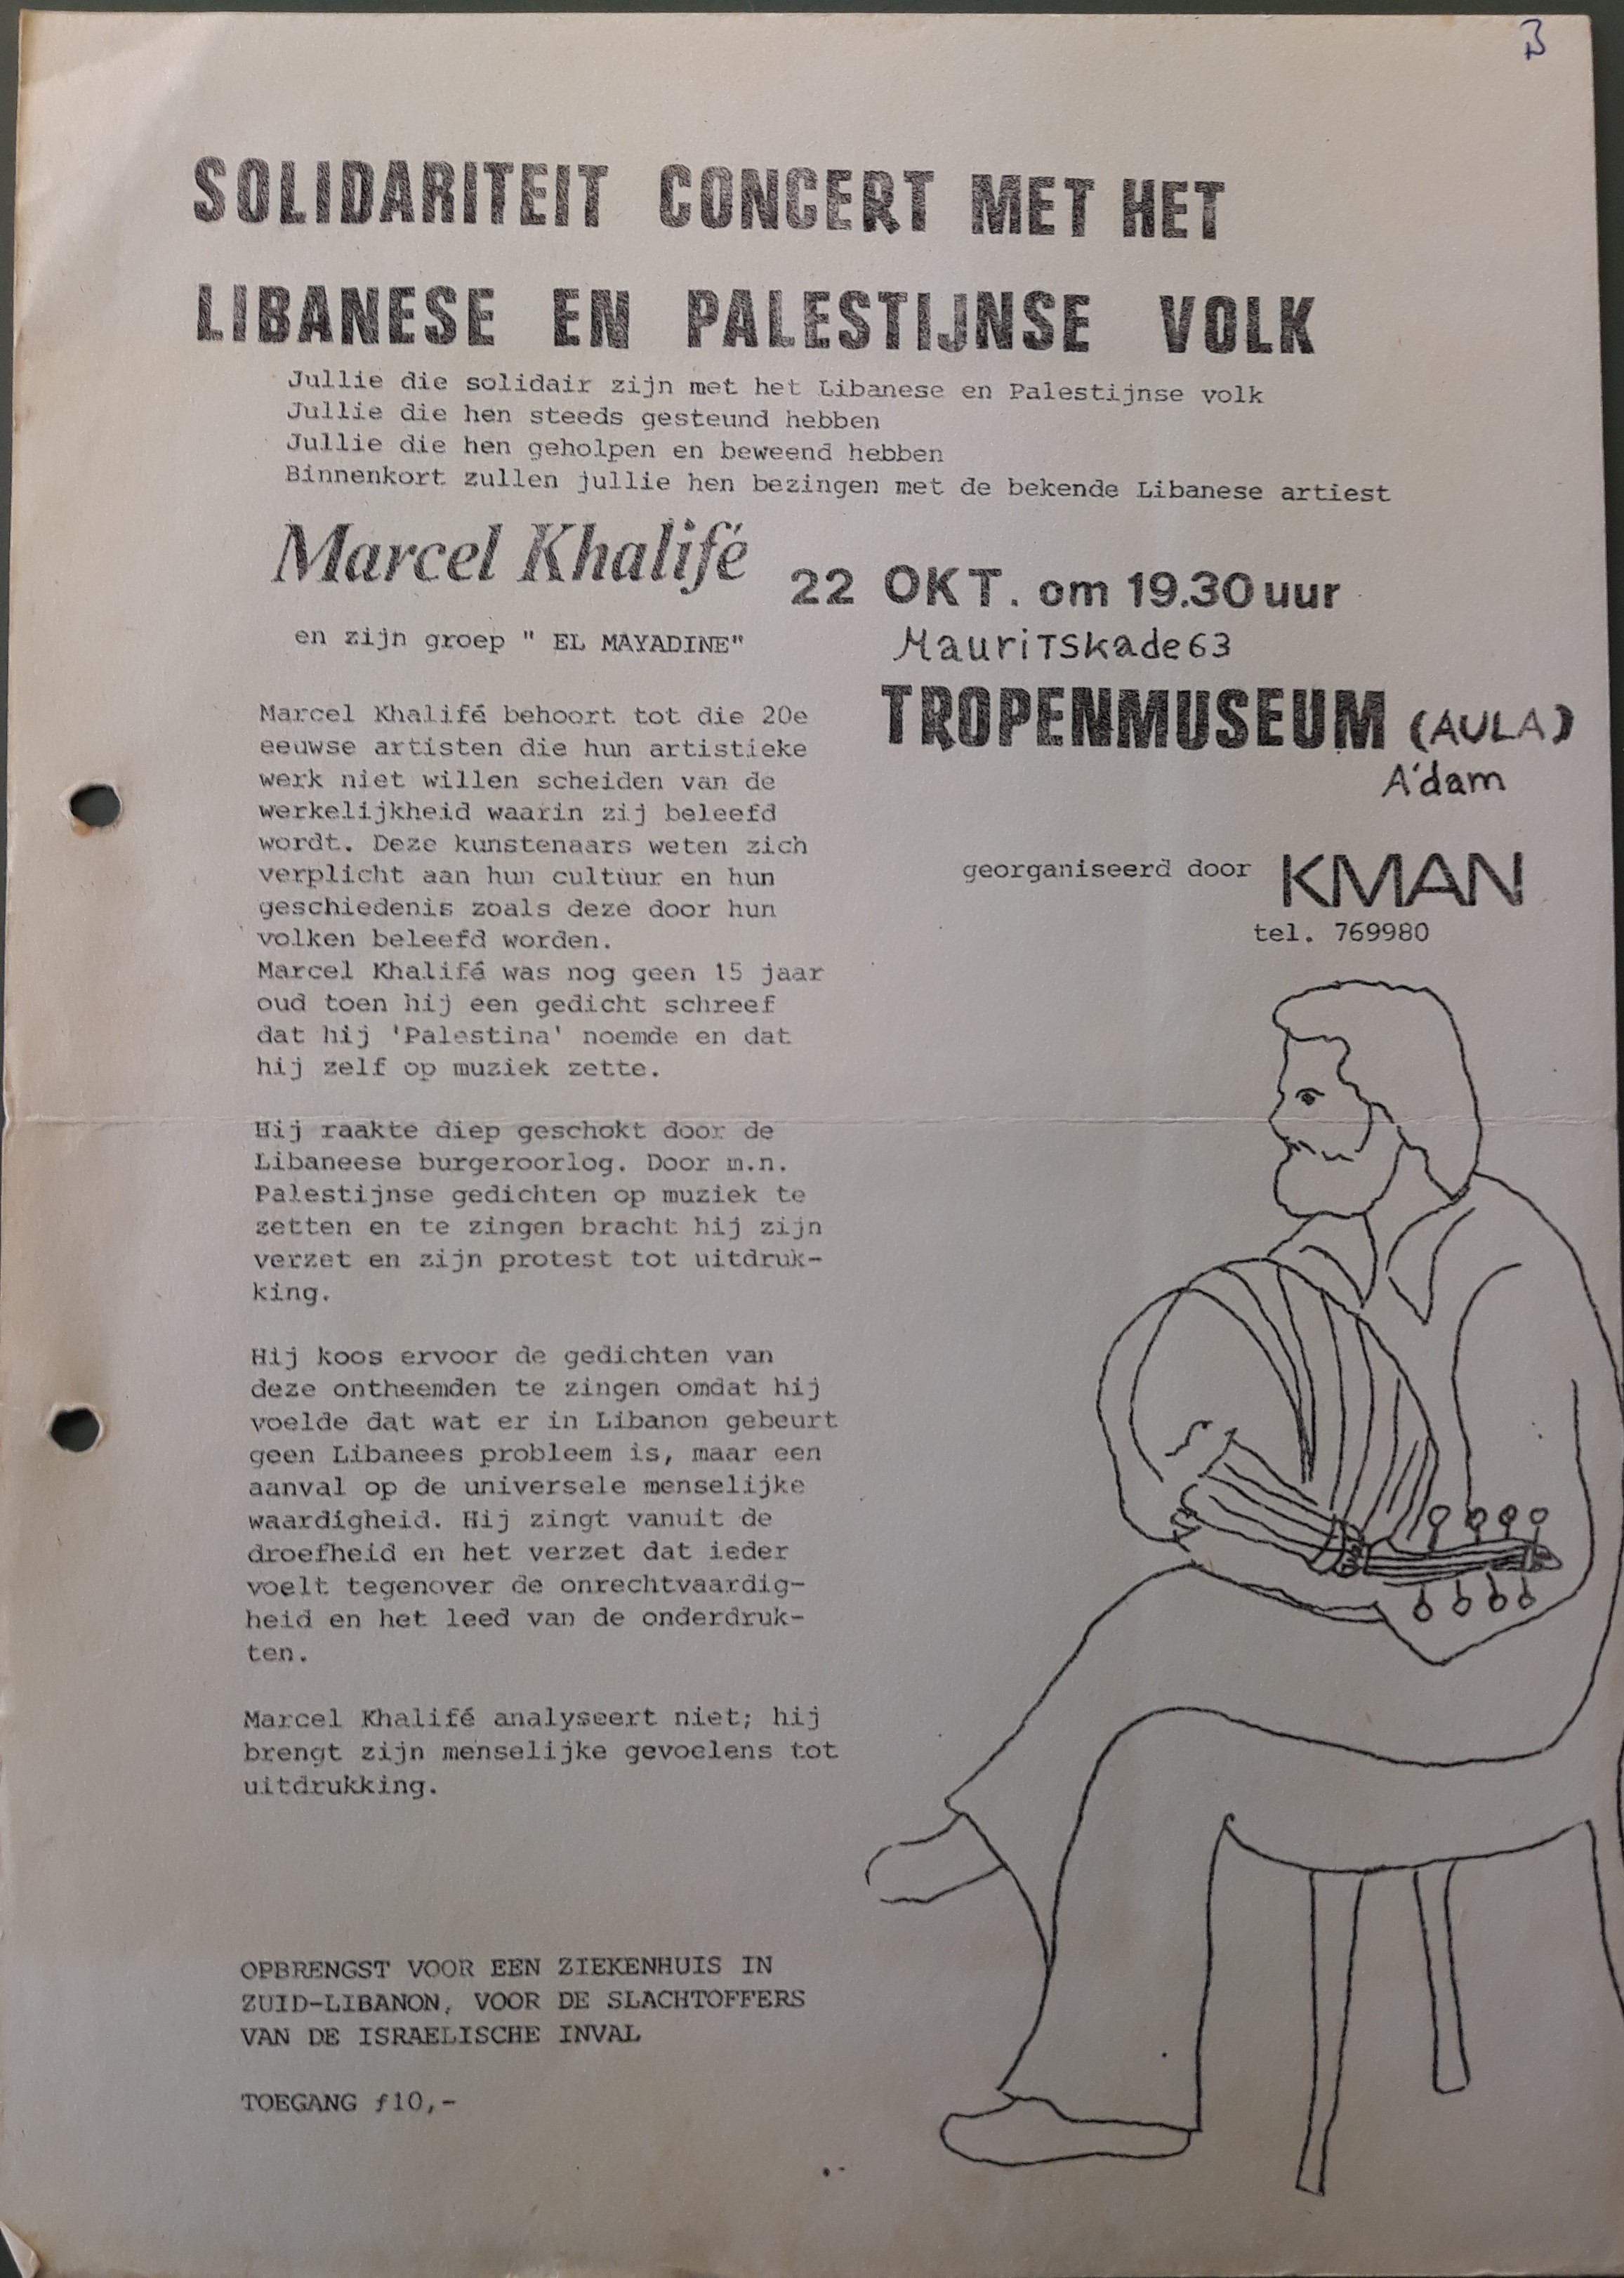 B
SOLIDARITEIT CONCERT MET HET
LIBANESE EN PALESTIJNSE VOLK
Jullie die solidair zijn met het Libanese en Palestijnse volk
Jullie die hen steeds gesteund hebben
Jullie die hen geholpen en beweend hebben
Binnenkort zullen jullie hen bezingen met de bekende Libanese artiest
Marcel Khalifé
22 OKT. om 19.30 uur
en zijn groep " EL MAYADINE"
Mauritskade 63
TROPENMUSEUM (AULA)
A'dam
georganiseerd door KMAN
tel. 769980
Marcel Khalifé behoort tot die 20e
eeuwse artisten die hun artistieke
werk niet willen scheiden van de
werkelijkheid waarin zij beleefd
wordt. Deze kunstenaars weten zich
verplicht aan hun cultuur en hun
geschiedenis zoals deze door hun
volken beleefd worden.
Marcel Khalifé was nog geen 15 jaar
oud toen hij een gedicht schreef
dat hij 'Palestina' noemde en dat
hij zelf op muziek zette.
Hij raakte diep geschokt door de
Libaneese burgeroorlog. Door m.n.
Palestijnse gedichten op muziek te
zetten en te zingen bracht hij zijn
verzet en zijn protest tot uitdruk-
king.
Hij koos ervoor de gedichten van
deze ontheemden te zingen omdat hij
voelde dat wat er in Libanon gebeurt
geen Libanees probleem is, maar een
aanval op de universele menselijke
waardigheid. Hij zingt vanuit de
droefheid en het verzet dat ieder
voelt tegenover de onrechtvaardig-
heid en het leed van de onderdruk-
ten.
Marcel Khalifé analyseert niet; hij
brengt zijn menselijke gevoelens tot
uitdrukking.
OPBRENGST VOOR EEN ZIEKENHUIS IN
ZUID-LIBANON, VOOR DE SLACHTOFFERS
VAN DE ISRAELISCHE INVAL
TOEGANG ƒ10,-